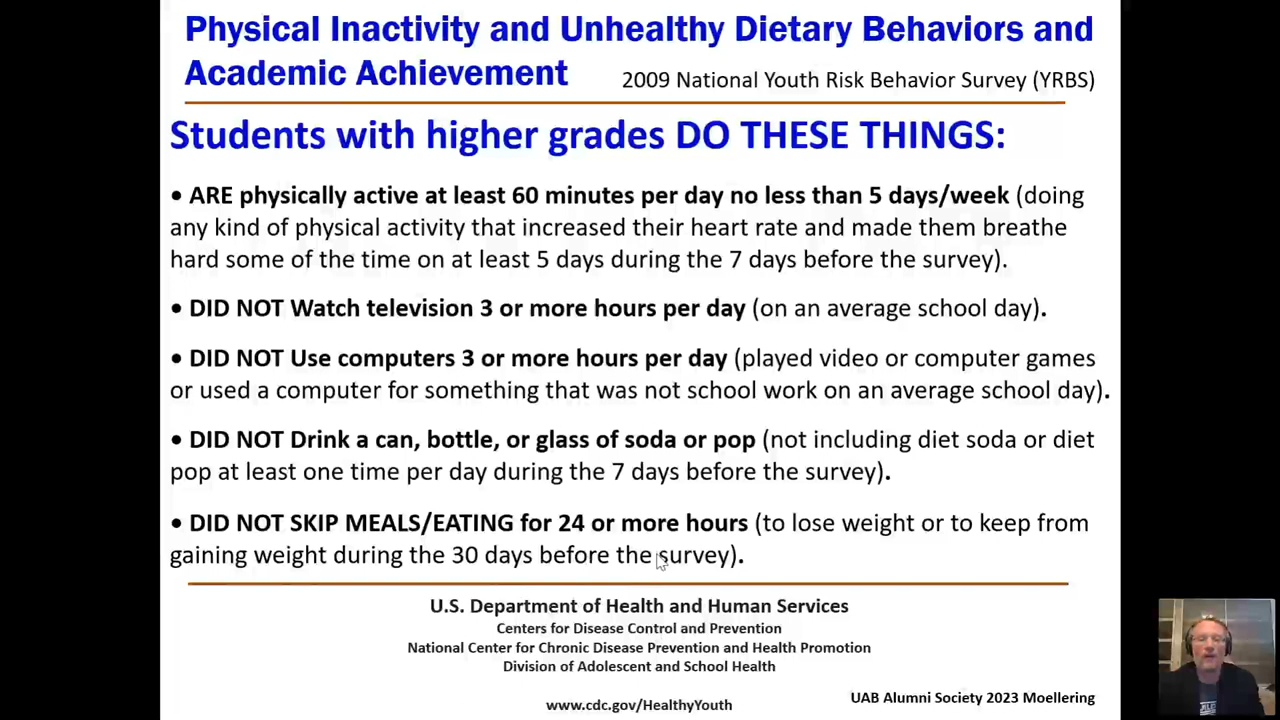 Physical Inactivity and Unhealthy Dietary Behaviors and
Academic Achievement 2009 National Youth Risk Behavior Survey (YRBS)
Students with higher grades DO THESE THINGS:
• ARE physically active at least 60 minutes per day no less than 5 days/week (doing
any kind of physical activity that increased their heart rate and made them breathe
hard some of the time on at least 5 days during the 7 days before the survey).
• DID NOT Watch television 3 or more hours per day (on an average school day).
• DID NOT Use computers 3 or more hours per day (played video or computer games
or used a computer for something that was not school work on an average school day).
• DID NOT Drink a can, bottle, or glass of soda or pop (not including diet soda or diet
pop at least one time per day during the 7 days before the survey).
• DID NOT SKIP MEALS/EATING for 24 or more hours (to lose weight or to keep from
gaining weight during the 30 days before the survey).
U.S. Department of Health and Human Services
Centers for Disease Control and Prevention
National Center for Chronic Disease Prevention and Health Promotion
Division of Adolescent and School Health
www.cdc.gov/HealthyYouth
UAB Alumni Society 2023 Moellering